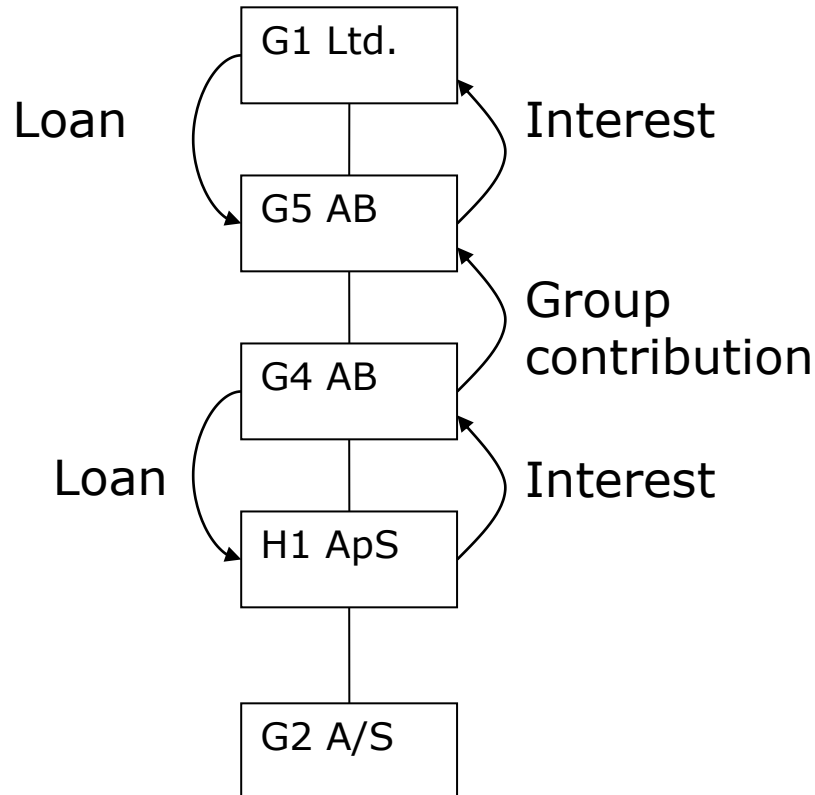 G1 Ltd.
Loan
Interest
G5 AB
Group
contribution
G4 AB
Loan
Interest
H1 ApS
G2 A/S